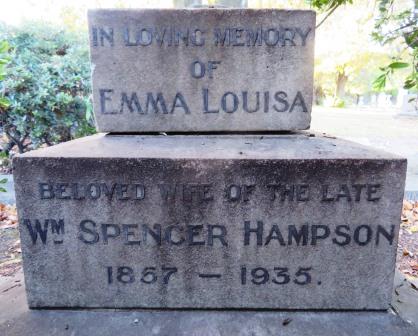 IN LOVING MEMORY
OF
EMMA LOUISA
BELOVED WIFE OF THE LATE
WM SPENCER HAMPSON
1857 – 1935.